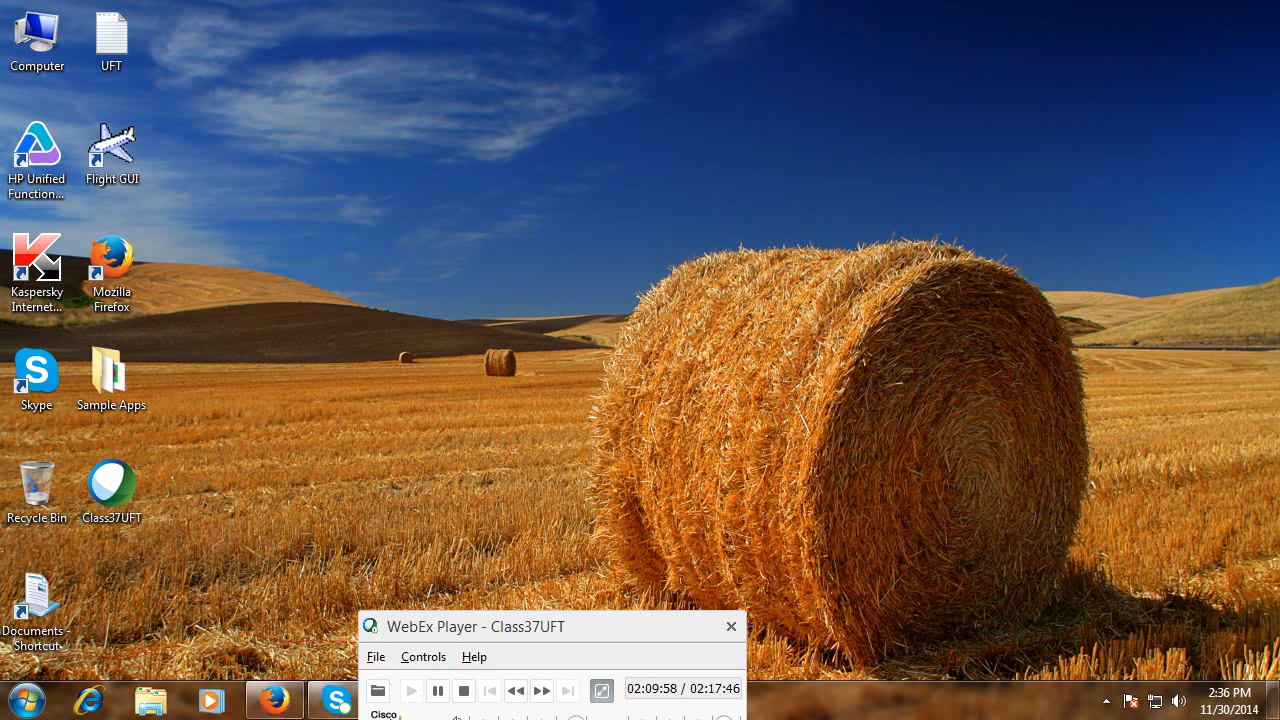 Computer
UFT
HP Unified
Function...
Flight GUI
Kaspersky
Internet...
Mozilla
Firefox
Skype
Sample Apps
Recycle Bin
Class37UFT
Documents -
Shortcut
WebEx Player - Class37UFT
File Controls Help
02:09:58 / 02:17:46
Cisco
2:36 PM
11/30/2014